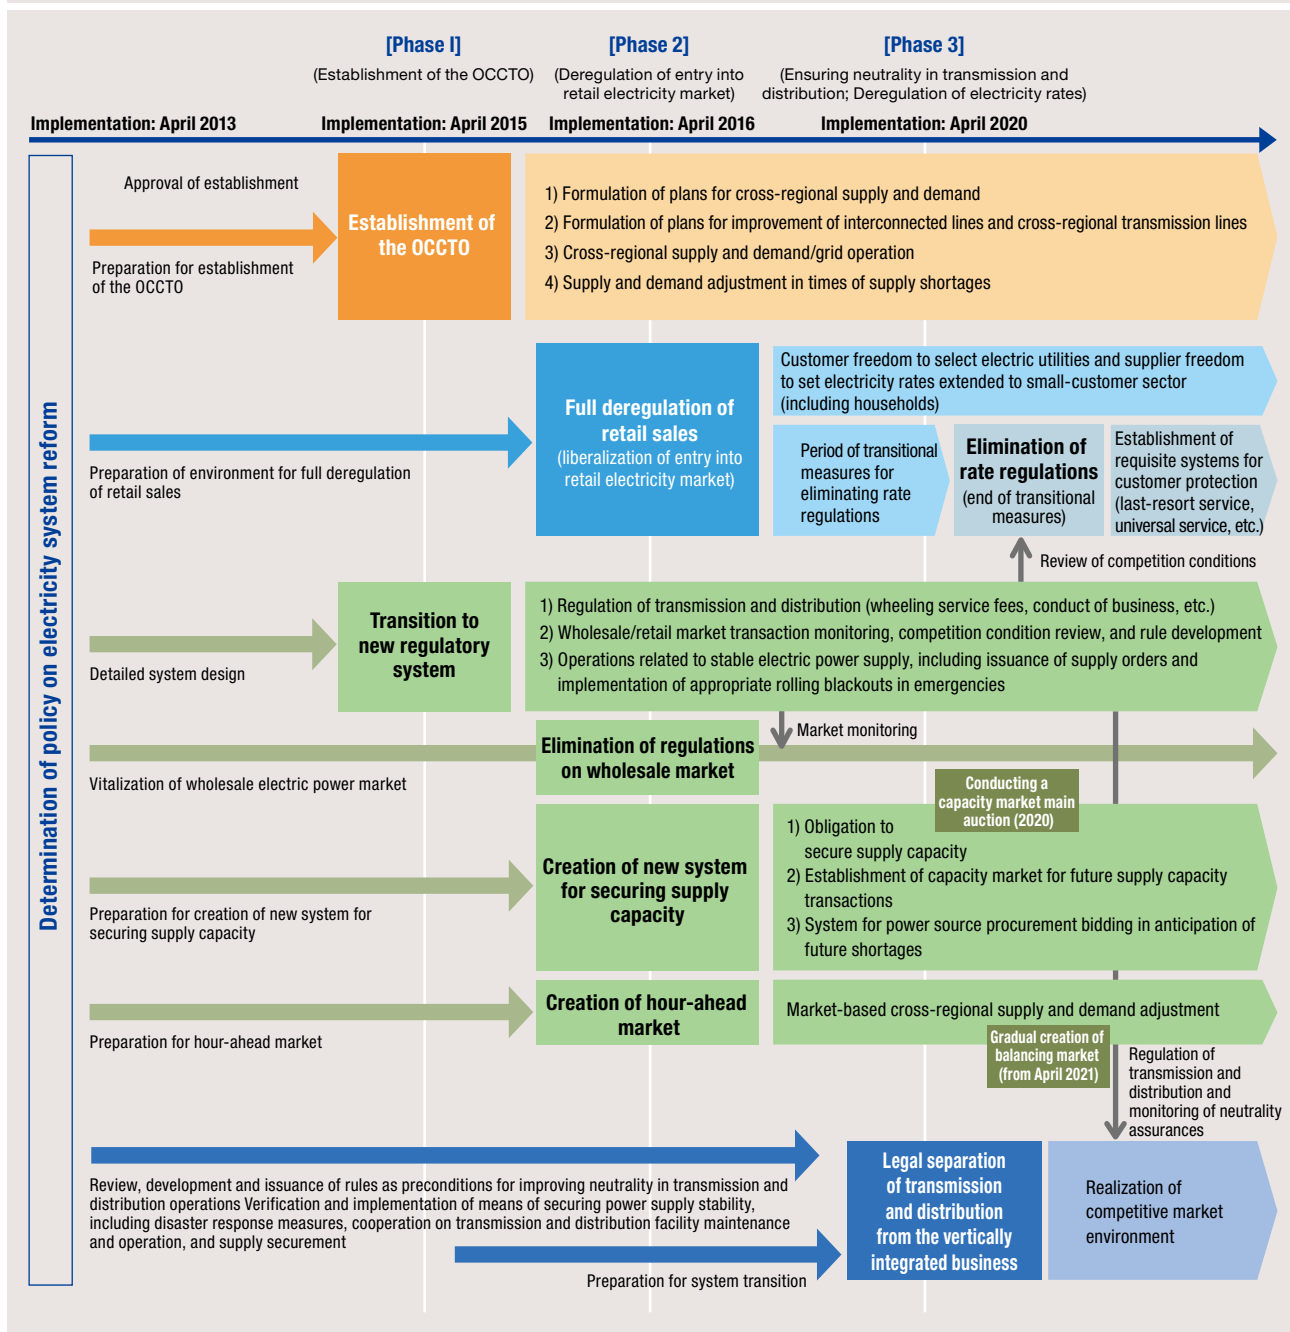 [Phase I]
(Establishment of the OCCTO)
[Phase 2]
(Deregulation of entry into
retail electricity market)
[Phase 3]
(Ensuring neutrality in transmission and
distribution; Deregulation of electricity rates)
Implementation: April 2013
Implementation: April 2015
Implementation: April 2016
Implementation: April 2020
Determination of policy on electricity system reform
Approval of establishment
Preparation for establishment
of the OCCTO
Establishment of
the OCCTO
1) Formulation of plans for cross-regional supply and demand
2) Formulation of plans for improvement of interconnected lines and cross-regional transmission lines
3) Cross-regional supply and demand/grid operation
4) Supply and demand adjustment in times of supply shortages
Preparation of environment for full deregulation
of retail sales
Full deregulation of
retail sales
(liberalization of entry into
retail electricity market)
Customer freedom to select electric utilities and supplier freedom
to set electricity rates extended to small-customer sector
(including households)
Period of transitional
measures for
eliminating rate
regulations
Elimination of
rate regulations
(end of transitional
measures)
Establishment of
requisite systems for
customer protection
(last-resort service,
universal service, etc.)
Review of competition conditions
Detailed system design
Transition to
new regulatory
system
1) Regulation of transmission and distribution (wheeling service fees, conduct of business, etc.)
2) Wholesale/retail market transaction monitoring, competition condition review, and rule development
3) Operations related to stable electric power supply, including issuance of supply orders and
implementation of appropriate rolling blackouts in emergencies
Market monitoring
Vitalization of wholesale electric power market
Elimination of regulations
on wholesale market
Conducting a
capacity market main
auction (2020)
Preparation for creation of new system for
securing supply capacity
Creation of new system
for securing supply
capacity
1) Obligation to
secure supply capacity
2) Establishment of capacity market for future supply capacity
transactions
3) System for power source procurement bidding in anticipation of
future shortages
Preparation for hour-ahead market
Creation of hour-ahead
market
Market-based cross-regional supply and demand adjustment
Gradual creation of
balancing market
(from April 2021)
Regulation of
transmission and
distribution and
monitoring of neutrality
assurances
Review, development and issuance of rules as preconditions for improving neutrality in transmission and
distribution operations Verification and implementation of means of securing power supply stability,
including disaster response measures, cooperation on transmission and distribution facility maintenance
and operation, and supply securement
Preparation for system transition
Legal separation
of transmission
and distribution
from the vertically
integrated business
Realization of
competitive market
environment